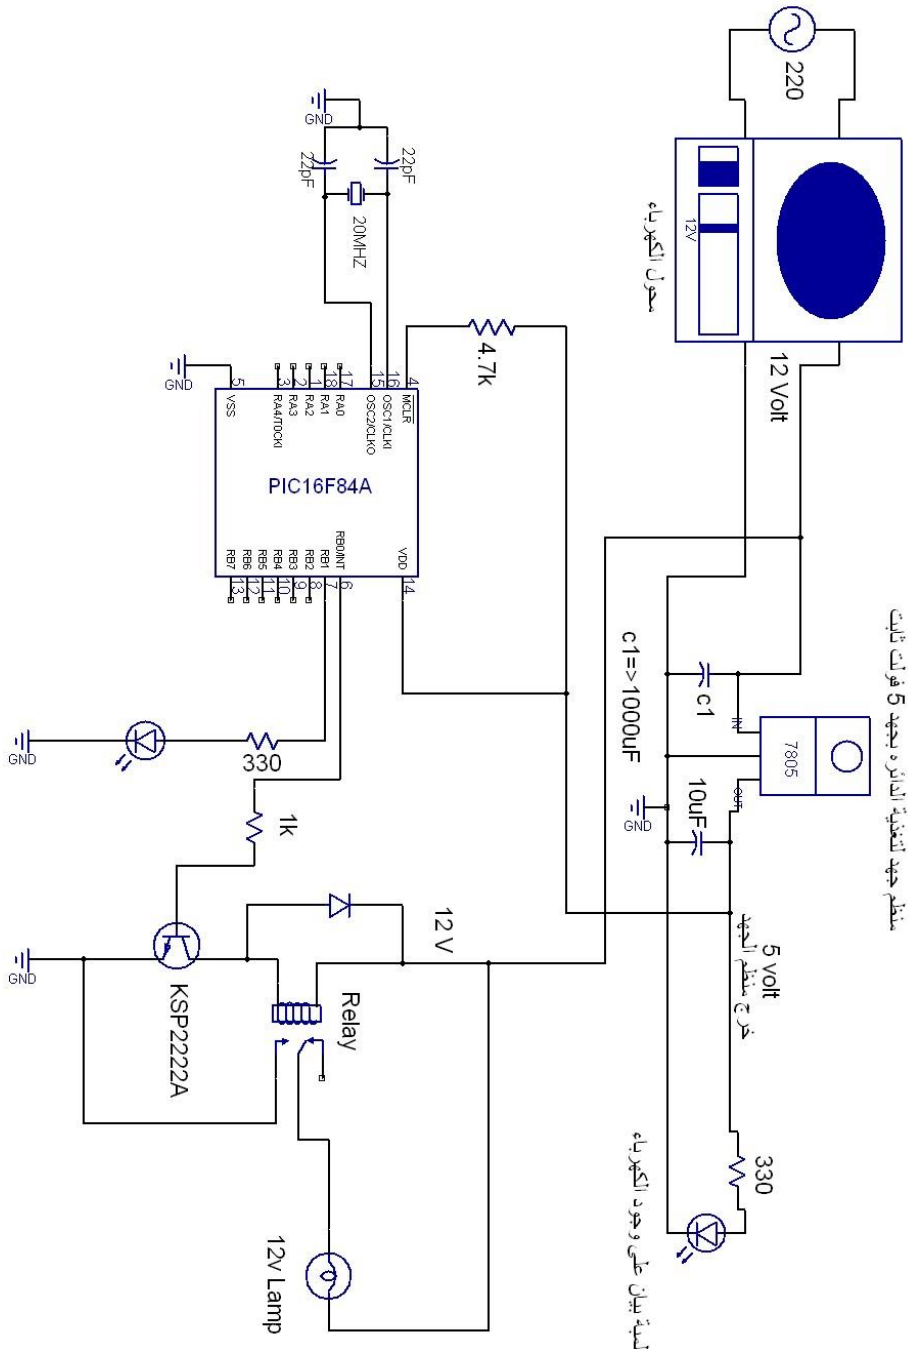 منظم جهد لتغذية الدائره بجهد 5 فولت ثابت
220
7805
IN
OUT
12 Volt
12V
c1
10uF
330
5 volt
خرج منظم الجهد
محول الكهرباء
c1=>1000uF
GND
لمبة بيان على وجود الكهرباء
4.7k
22pF
20MHZ
22pF
GND
4 MCLR
VDD 14
16 OSC1/CLKI
15 OSC2/CLKO
RB0/INT 6
17 RA0
RB1 7
18 RA1
RB2 8
1 RA2
RB3 9
2 RA3
RB4 10
3 RA4/T0CKI
RB5 11
RB6 12
5 VSS
RB7 13
PIC16F84A
GND
12 V
Relay
12v Lamp
1k
330
KSP2222A
GND
GND